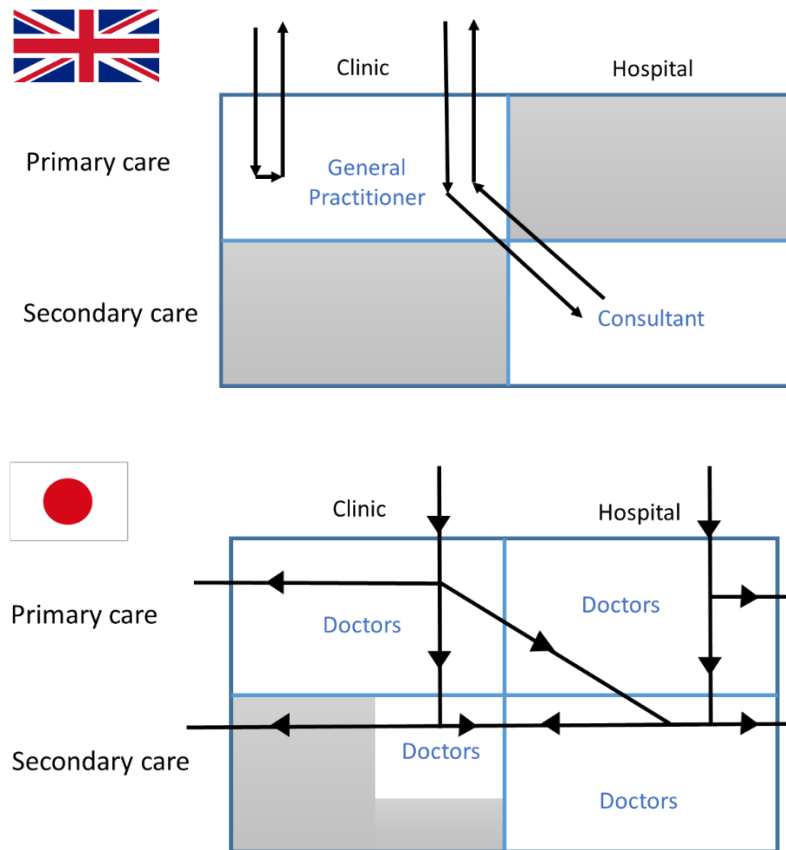 Clinic
Hospital
Primary care
General
Practitioner
Secondary care
Consultant
Clinic
Hospital
Primary care
Doctors
Doctors
Secondary care
Doctors
Doctors